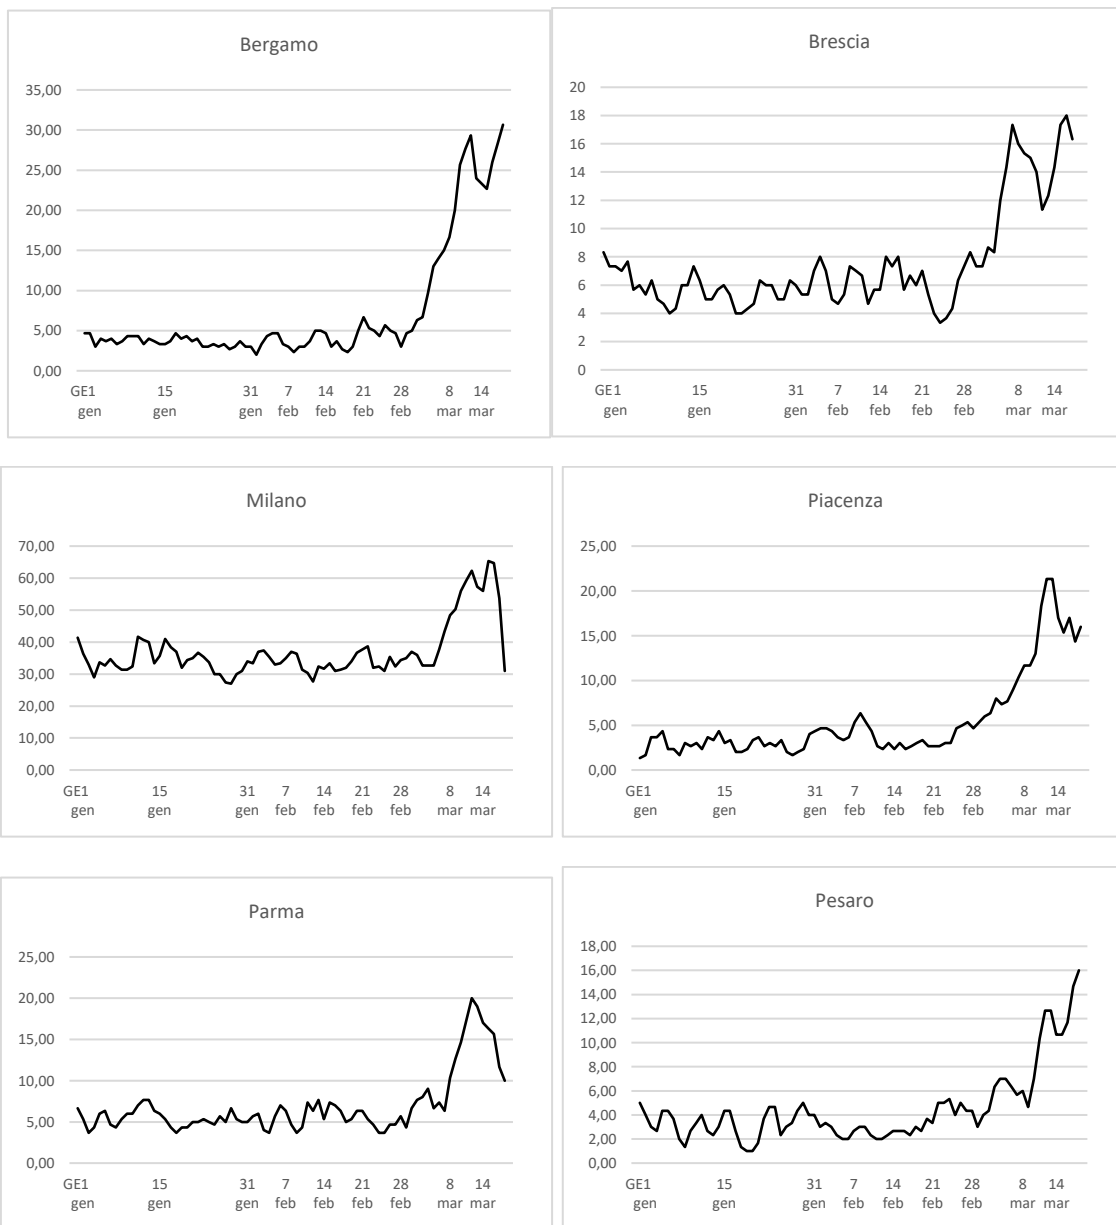 Bergamo
35,00
30,00
25,00
20,00
15,00
10,00
5,00
0,00
GE1 15 31 7 14 21 28 8 14
gen gen gen feb feb feb feb mar mar
Brescia
20
18
16
14
12
10
8
6
4
2
0
GE1 15 31 7 14 21 28 8 14
gen gen gen feb feb feb feb mar mar
Milano
70,00
60,00
50,00
40,00
30,00
20,00
10,00
0,00
GE1 15 31 7 14 21 28 8 14
gen gen gen feb feb feb feb mar mar
Piacenza
25,00
20,00
15,00
10,00
5,00
0,00
GE1 15 31 7 14 21 28 8 14
gen gen gen feb feb feb feb mar mar
Parma
25,00
20,00
15,00
10,00
5,00
0,00
GE1 15 31 7 14 21 28 8 14
gen gen gen feb feb feb feb mar mar
Pesaro
18,00
16,00
14,00
12,00
10,00
8,00
6,00
4,00
2,00
0,00
GE1 15 31 7 14 21 28 8 14
gen gen gen feb feb feb feb mar mar